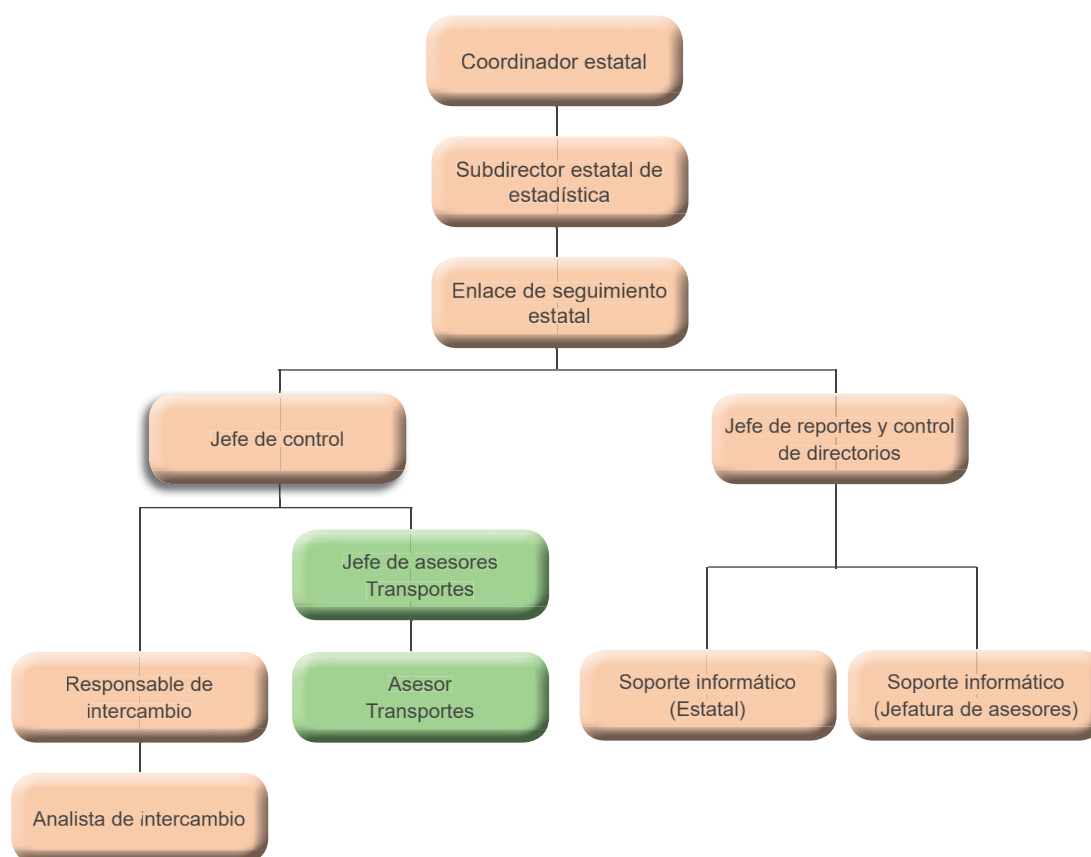 Coordinador estatal
Subdirector estatal de
estadística
Enlace de seguimiento
estatal
Jefe de control
Jefe de reportes y control
de directorios
Jefe de asesores
Transportes
Responsable de
intercambio
Asesor
Transportes
Soporte informático
(Estatal)
Soporte informático
(Jefatura de asesores)
Analista de intercambio